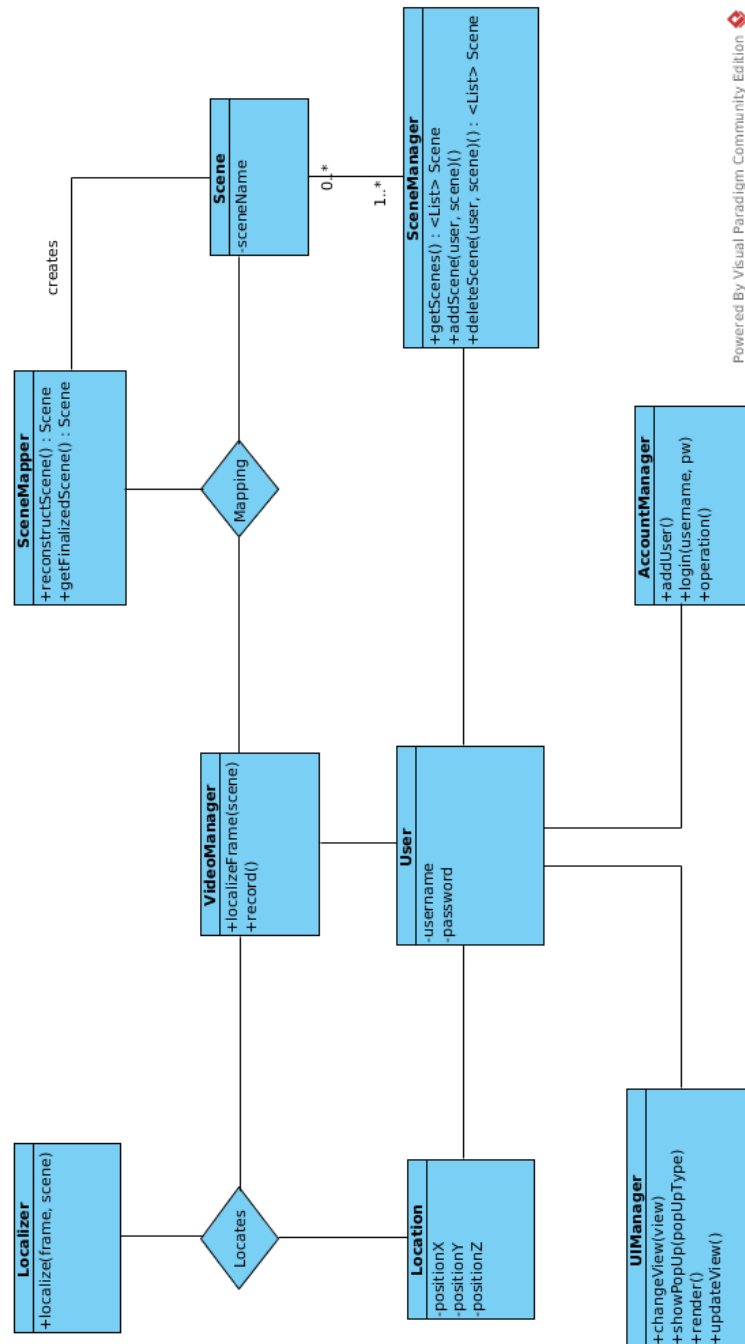 Localizer
+localize(frame, scene)
Locates
Location
-positionX
-positionY
-positionZ
UIManager
+changeView(view)
+showPopUp(popUpType)
+render()
+updateView()
VideoManager
+localizeFrame(scene)
+record()
User
-username
-password
SceneMapper
+reconstructScene() : Scene
+getFinalizedScene() : Scene
Mapping
AccountManager
+addUser()
+login(username, pw)
+operation()
creates
Scene
-sceneName
0..*
1..*
SceneManager
+getScenes() : <List> Scene
+addScene(user, scene)()
+deleteScene(user, scene)() : <List> Scene
Powered By Visual Paradigm Community Edition